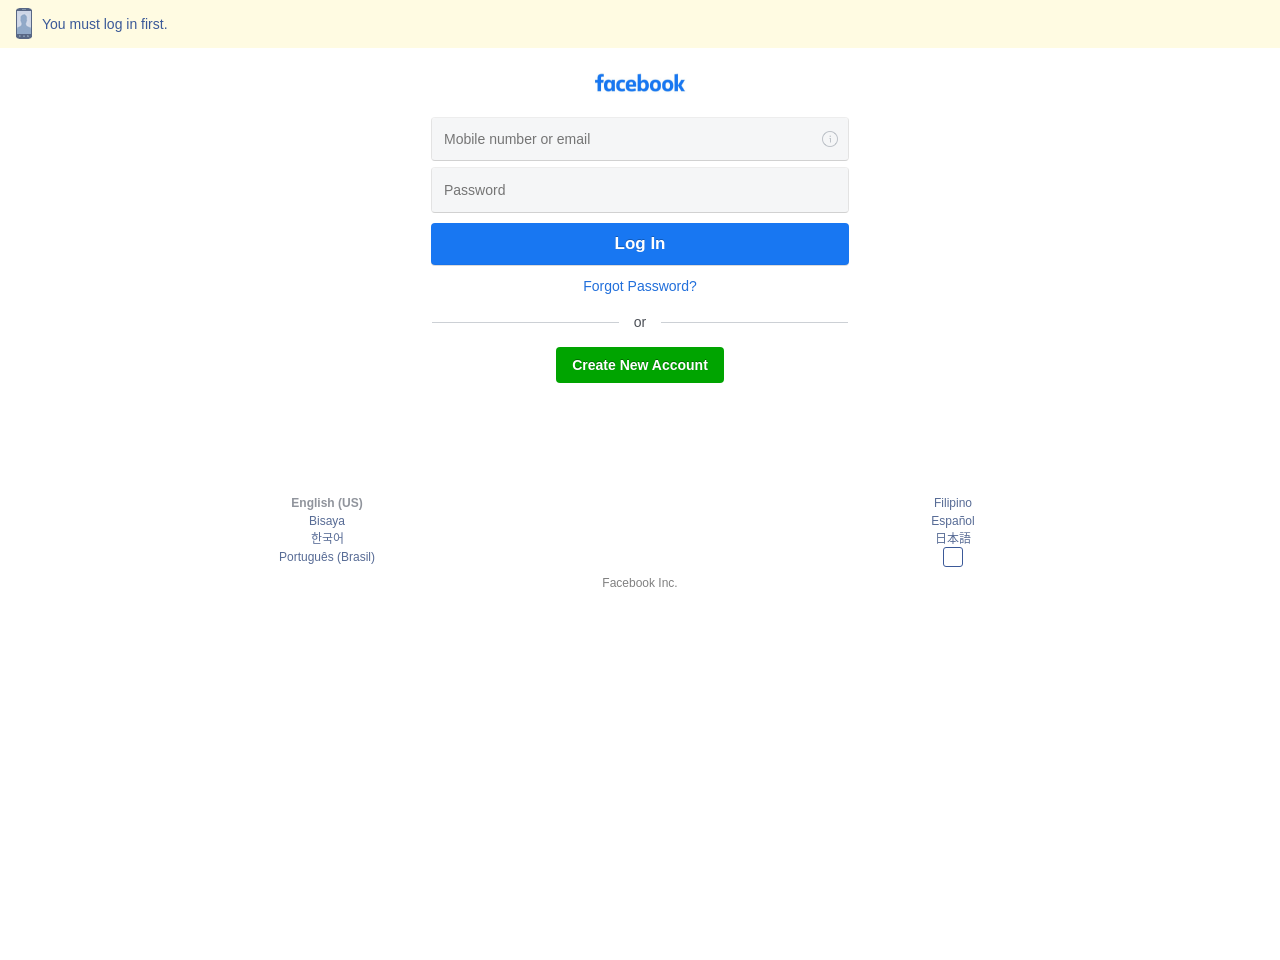 You must log in first.
facebook
Mobile number or email
Password
Log In
Forgot Password?
or
Create New Account
English (US)
Bisaya
한국어
Português (Brasil)
Filipino
Español
日本語
Facebook Inc.